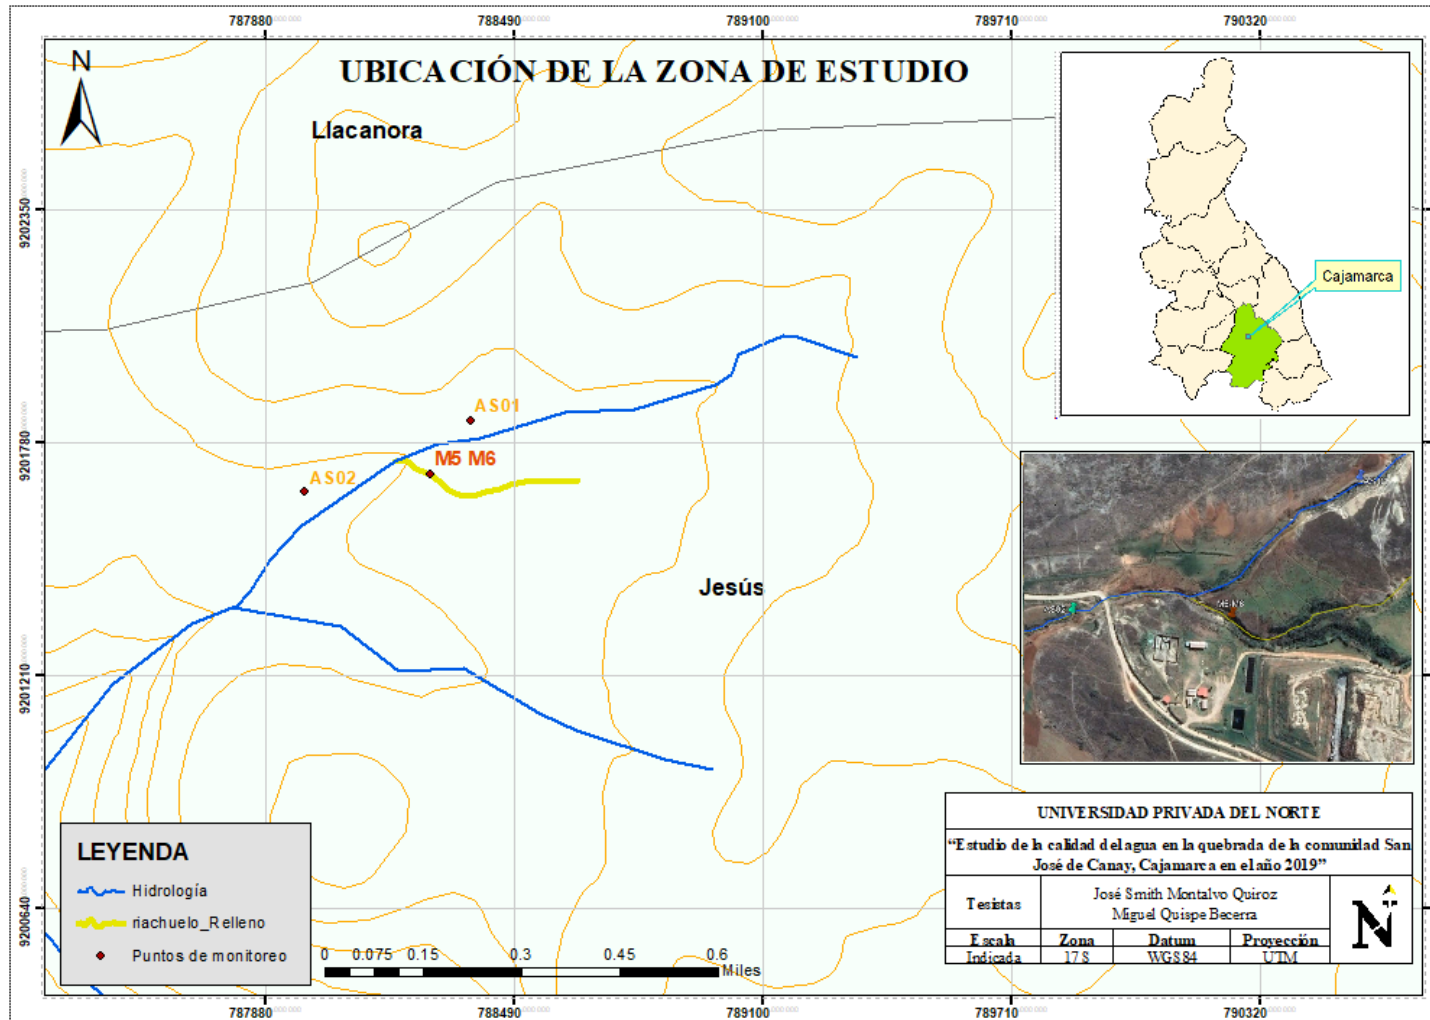 787880
788490
789100
789710
790320
N
UBICACIÓN DE LA ZONA DE ESTUDIO
Llacanora
9202350
Cajamarca
AS01
9201780
M5 M6
AS02
M5-M6
Jesús
9201210
UNIVERSIDAD PRIVADA DEL NORTE
“Estudio de la calidad del agua en la quebrada de la comunidad San
José de Canay, Cajamarca en el año 2019”
Tesistas
José Smith Montalvo Quiroz
Miguel Quispe Becerra
N
Escala Zona Datum Proyección
Indicada 17S WGS84 UTM
LEYENDA
Hidrología
riachuelo_Relleno
Puntos de monitoreo
9200640
0 0.075 0.15 0.3 0.45 0.6
Miles
787880
788490
789100
789710
790320